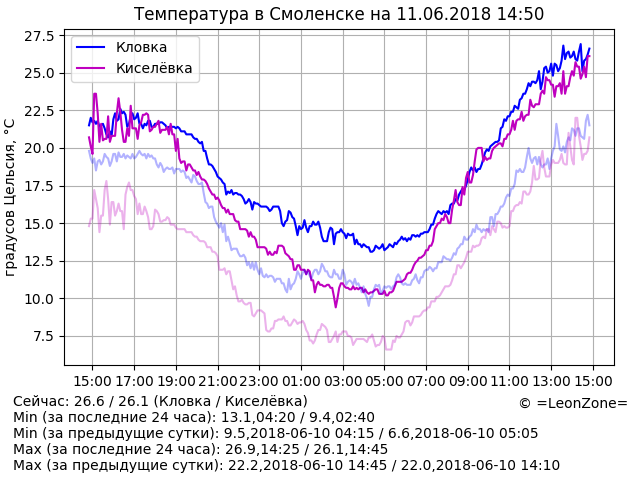 Температура в Смоленске на 11.06.2018 14:50
27.5
25.0
22.5
20.0
17.5
15.0
12.5
10.0
7.5
градусов Цельсия, °C
Кловка
Киселёвка
15:00 17:00 19:00 21:00 23:00 01:00 03:00 05:00 07:00 09:00 11:00 13:00 15:00
© =LeonZone=
Сейчас: 26.6 / 26.1 (Кловка / Киселёвка)
Min (за последние 24 часа): 13.1,04:20 / 9.4,02:40
Min (за предыдущие сутки): 9.5,2018-06-10 04:15 / 6.6,2018-06-10 05:05
Max (за последние 24 часа): 26.9,14:25 / 26.1,14:45
Max (за предыдущие сутки): 22.2,2018-06-10 14:45 / 22.0,2018-06-10 14:10